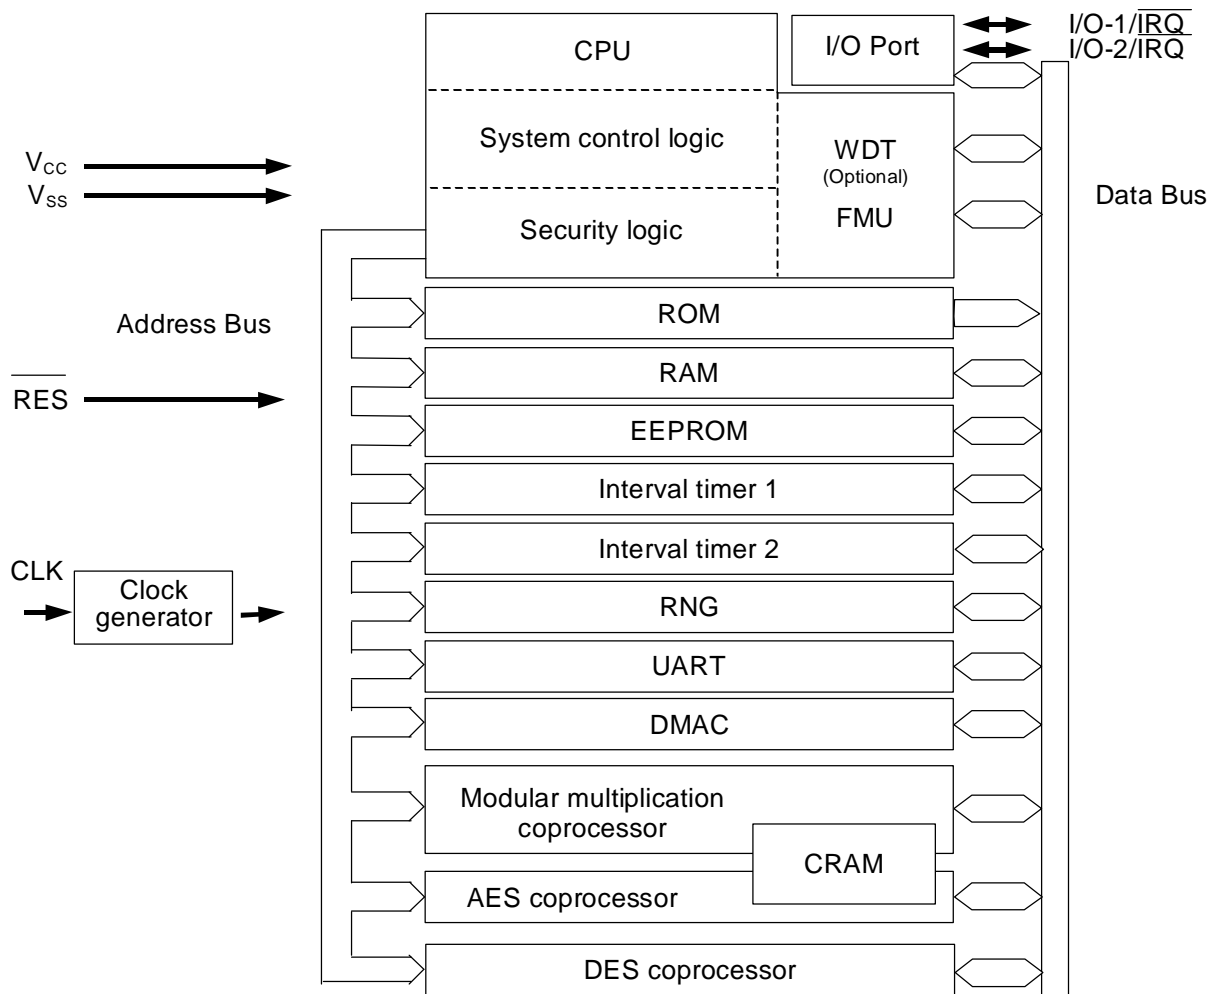 CPU
I/O Port
I/O-1/IRQ
I/O-2/IRQ
System control logic
WDT
(Optional)
FMU
VCC
VSS
Data Bus
Security logic
ROM
Address Bus
RAM
RES
EEPROM
Interval timer 1
Interval timer 2
CLK
Clock
generator
RNG
UART
DMAC
Modular multiplication
coprocessor
CRAM
AES coprocessor
DES coprocessor